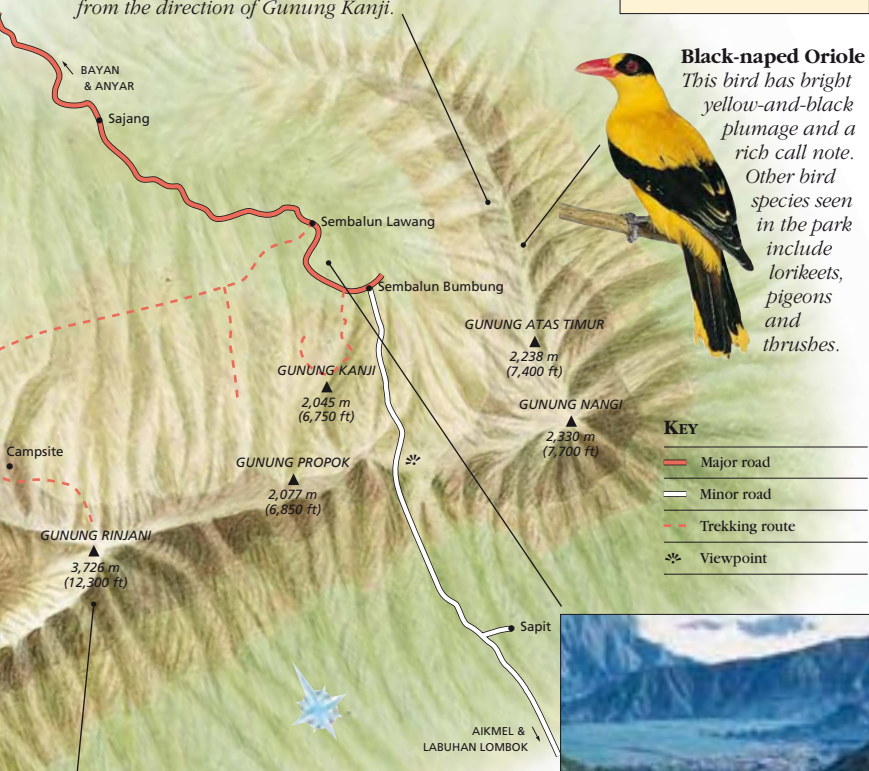 from the direction of Gunung Kanji.
BAYAN
& ANYAR
Sajang
Sembalun Lawang
Sembalun Bumbung
GUNUNG ATAS TIMUR
2,238 m
(7,400 ft)
GUNUNG KANJI
2,045 m
(6,750 ft)
GUNUNG NANGI
2,330 m
(7,700 ft)
Campsite
GUNUNG PROPOK
2,077 m
(6,850 ft)
GUNUNG RINJANI
3,726 m
(12,300 ft)
Sapit
AIKMEL &
LABUHAN LOMBOK
Black-naped Oriole
This bird has bright
yellow-and-black
plumage and a
rich call note.
Other bird
species seen
in the park
include
lorikeets,
pigeons
and
thrushes.
KEY
Major road
Minor road
Trekking route
Viewpoint